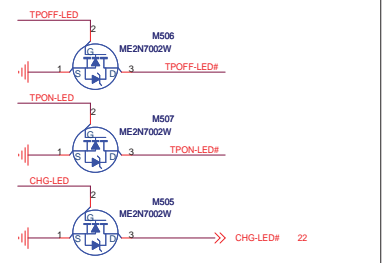 TPOFF-LED
2
M506
ME2N7002W
G
1 S D 3 TPOFF-LED#
TPON-LED
2
M507
ME2N7002W
G
1 S D 3 TPON-LED#
CHG-LED
2
M505
ME2N7002W
G
1 S D 3 CHG-LED# 22